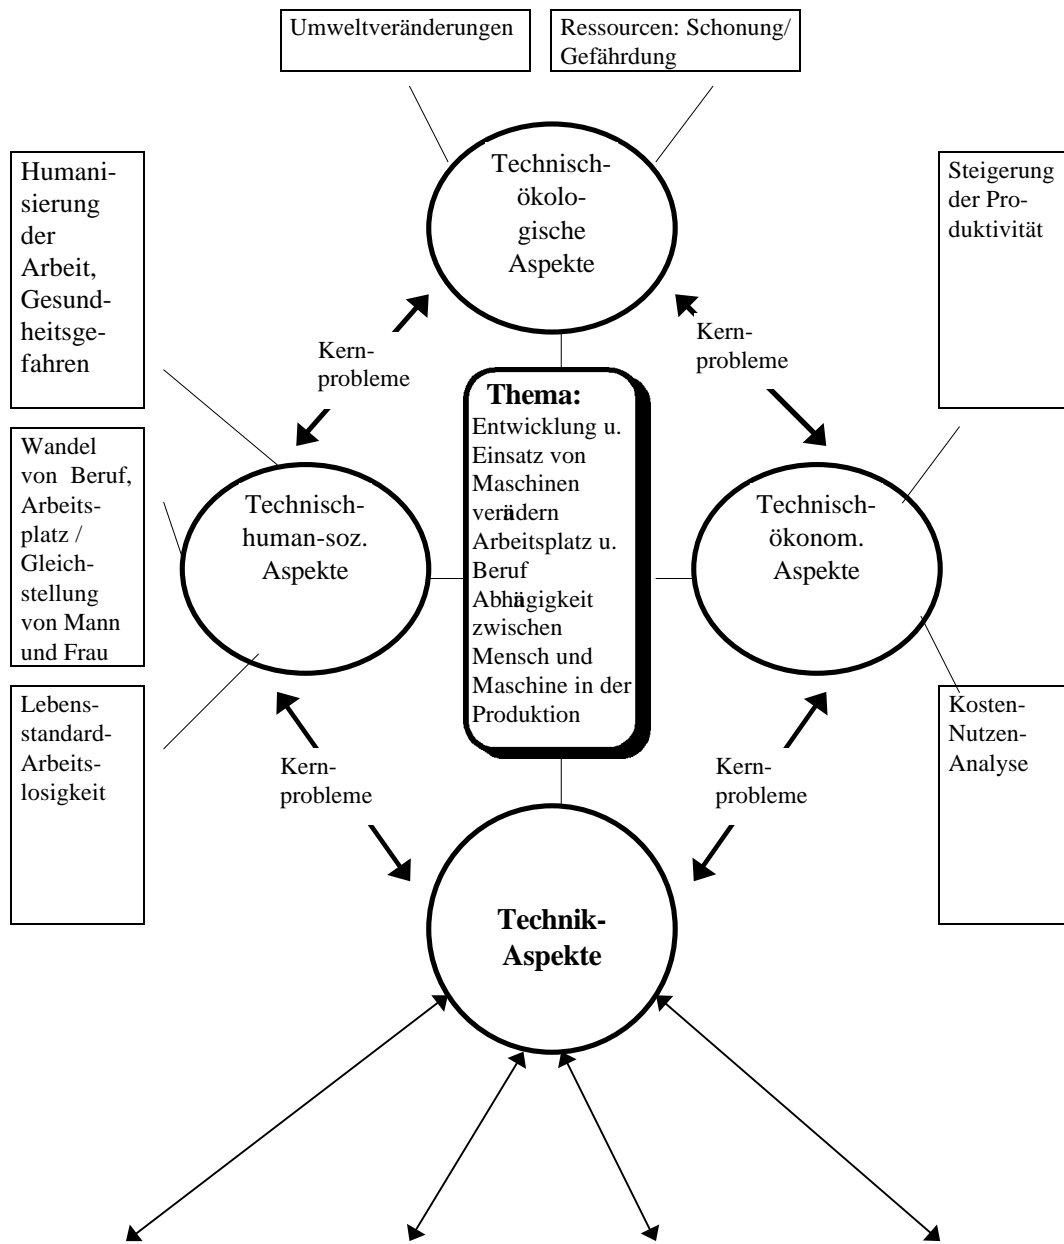 Umweltveränderungen
Ressourcen: Schonung/
Gefährdung
Technisch-
ökolo-
gische
Aspekte
Humani-
sierung
der
Arbeit,
Gesund-
heitsge-
fahren
Steigerung
der Pro-
duktivität
Kern-
probleme
Kern-
probleme
Thema:
Entwicklung u.
Einsatz von
Maschinen
verädern
Arbeitsplatz u.
Beruf
Abhägigkeit
zwischen
Mensch und
Maschine in der
Produktion
Wandel
von Beruf,
Arbeits-
platz /
Gleich-
stellung
von Mann
und Frau
Technisch-
human-soz.
Aspekte
Technisch-
ökonom.
Aspekte
Lebens-
standard-
Arbeits-
losigkeit
Kosten-
Nutzen-
Analyse
Kern-
probleme
Kern-
probleme
Technik-
Aspekte